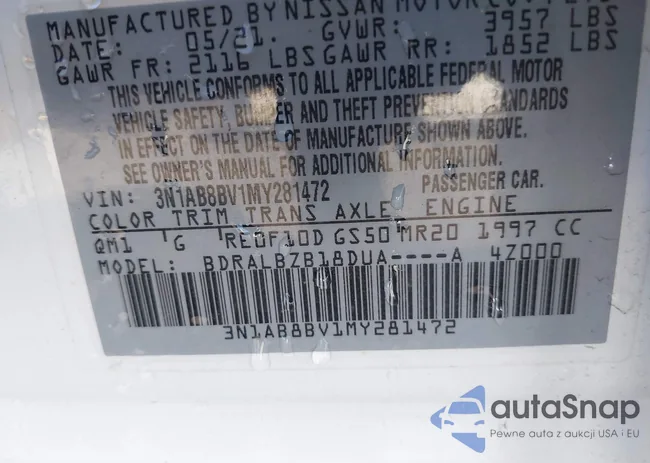 MANUFACTURED BY NISSAN MOTOR
DATE: 05/21. GVWR: 3957 LBS
GAWR FR: 2116 LBS GAWR RR: 1852 LBS
THIS VEHICLE CONFORMS TO ALL APPLICABLE FEDERAL MOTOR
VEHICLE SAFETY, BUMPER AND THEFT PREVENTION STANDARDS
IN EFFECT ON THE DATE OF MANUFACTURE SHOWN ABOVE.
SEE OWNER'S MANUAL FOR ADDITIONAL INFORMATION.
VIN: 3N1AB8BV1MY281472 PASSENGER CAR.
COLOR TRIM TRANS AXLE ENGINE
QM1 G RE0F10D GS50 MR20 1997 CC
MODEL: BDRALBZB18DUA----A 4Z000
3N1AB8BV1MY281472
autaSnap
Pewne auta z aukcji USA i EU